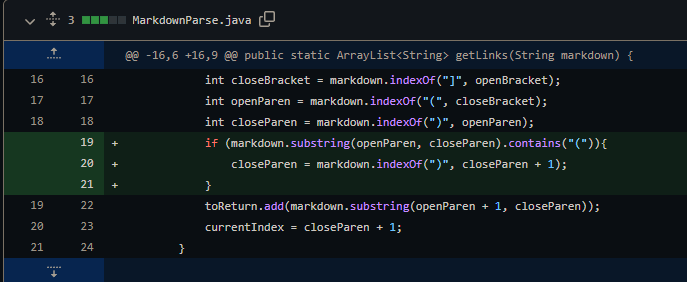 3 MarkdownParse.java
@@ -16,6 +16,9 @@ public static ArrayList<String> getLinks(String markdown) {
16 16 int closeBracket = markdown.indexOf("]", openBracket);
17 17 int openParen = markdown.indexOf("(", closeBracket);
18 18 int closeParen = markdown.indexOf(")", openParen);
19 + if (markdown.substring(openParen, closeParen).contains("(")){
20 + closeParen = markdown.indexOf(")", closeParen + 1);
21 + }
19 22 toReturn.add(markdown.substring(openParen + 1, closeParen));
20 23 currentIndex = closeParen + 1;
21 24 }